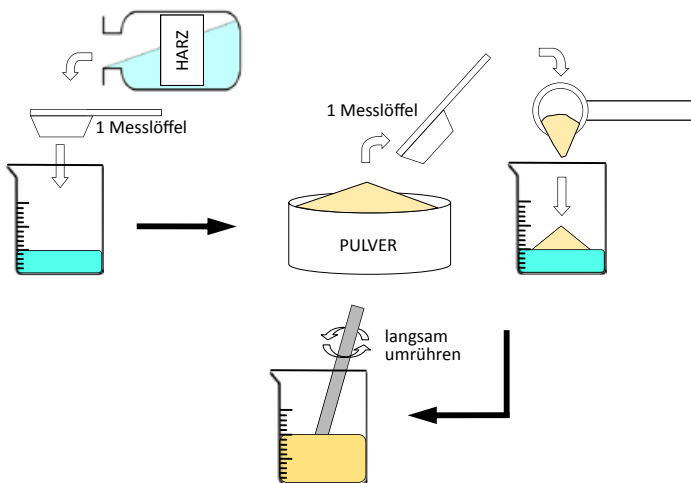 HARZ
1 Messlöffel
1 Messlöffel
PULVER
langsam
umrühren